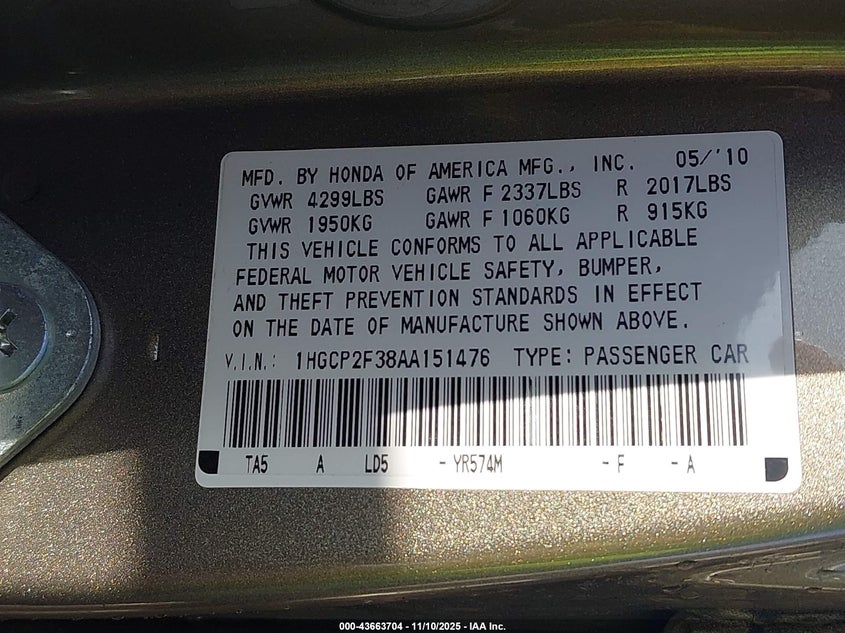 MFD. BY HONDA OF AMERICA MFG., INC. 05/'10
GVWR 4299LBS GAWR F 2337LBS R 2017LBS
GVWR 1950KG GAWR F 1060KG R 915KG
THIS VEHICLE CONFORMS TO ALL APPLICABLE
FEDERAL MOTOR VEHICLE SAFETY, BUMPER,
AND THEFT PREVENTION STANDARDS IN EFFECT
ON THE DATE OF MANUFACTURE SHOWN ABOVE.
V.I.N.: 1HGCP2F38AA151476 TYPE: PASSENGER CAR
TA5 A LD5 - YR574M - F - A
000-43663704 - 11/10/2025 - IAA Inc.